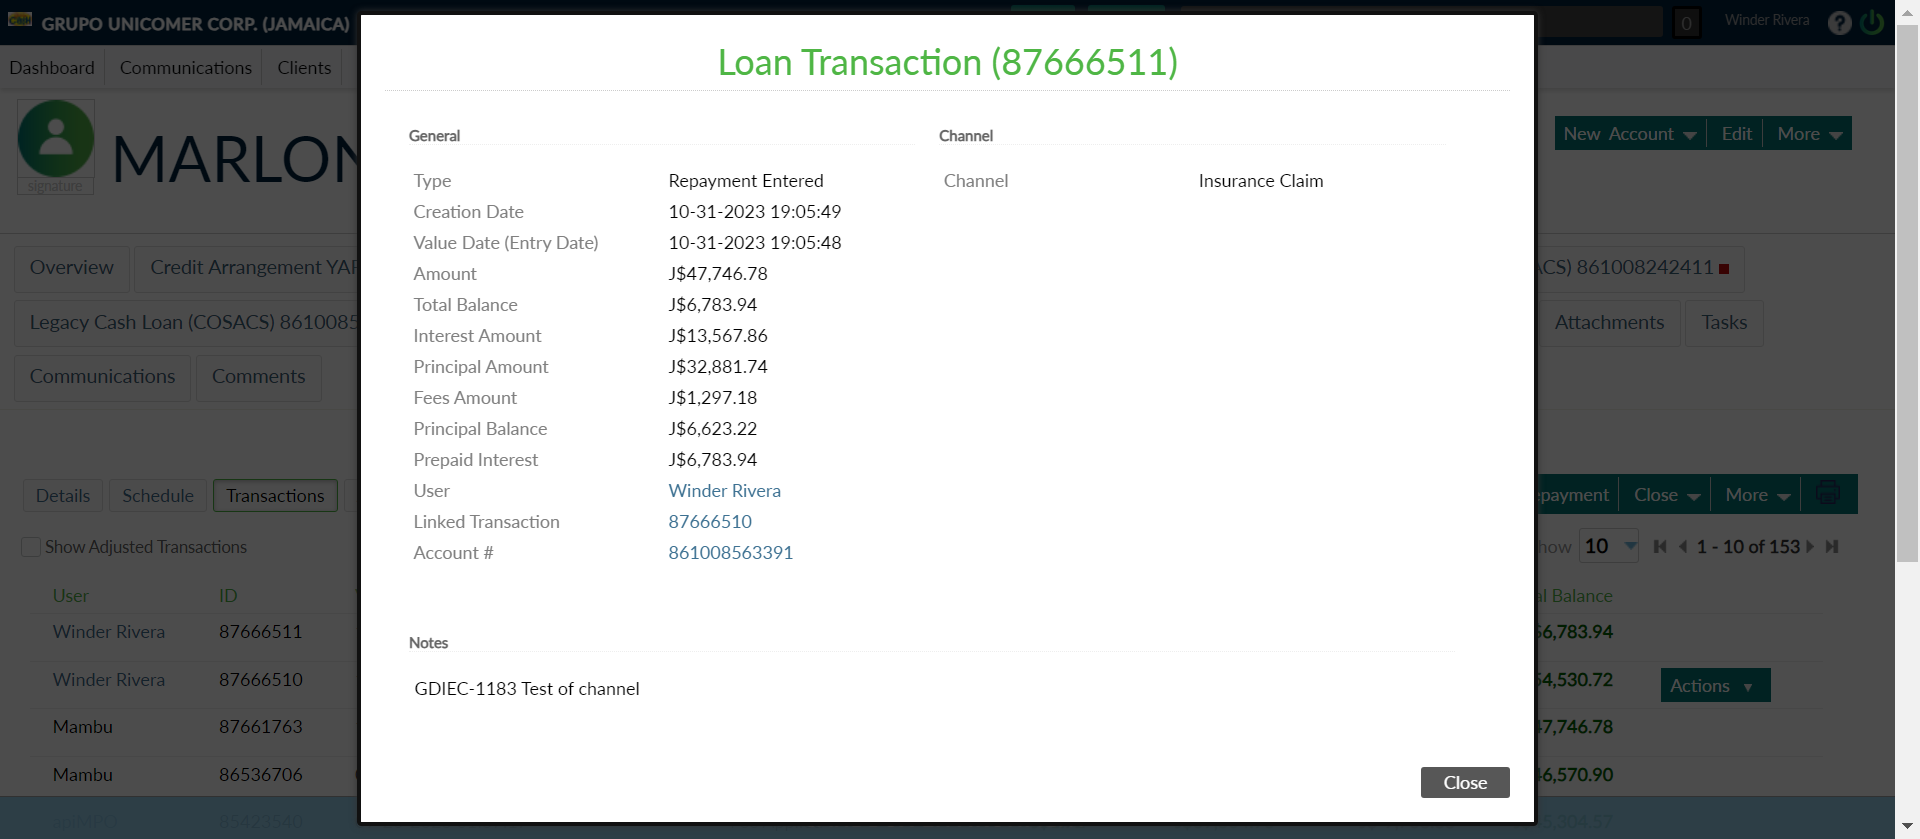 GRUPO UNICOMER CORP. (JAMAICA)
0
Winder Rivera
Dashboard
Communications
Clients
signature
MARLON
New Account
Edit
More
Loan Transaction (87666511)
General
Type Repayment Entered
Creation Date 10-31-2023 19:05:49
Value Date (Entry Date) 10-31-2023 19:05:48
Amount J$47,746.78
Total Balance J$6,783.94
Interest Amount J$13,567.86
Principal Amount J$32,881.74
Fees Amount J$1,297.18
Principal Balance J$6,623.22
Prepaid Interest J$6,783.94
User Winder Rivera
Linked Transaction 87666510
Account # 861008563391
Channel
Channel Insurance Claim
Notes
GDIEC-1183 Test of channel
Close
Overview
Credit Arrangement
861008242411
Legacy Cash Loan (COSACS) 8610085
Attachments
Tasks
Communications
Comments
Details
Schedule
Transactions
Close
More
Show Adjusted Transactions
10
1 - 10 of 153
User ID Balance
Winder Rivera 87666511 6,783.94
Winder Rivera 87666510 4,530.72 Actions
Mambu 87661763 7,746.78
Mambu 86536706 6,570.90
85423540